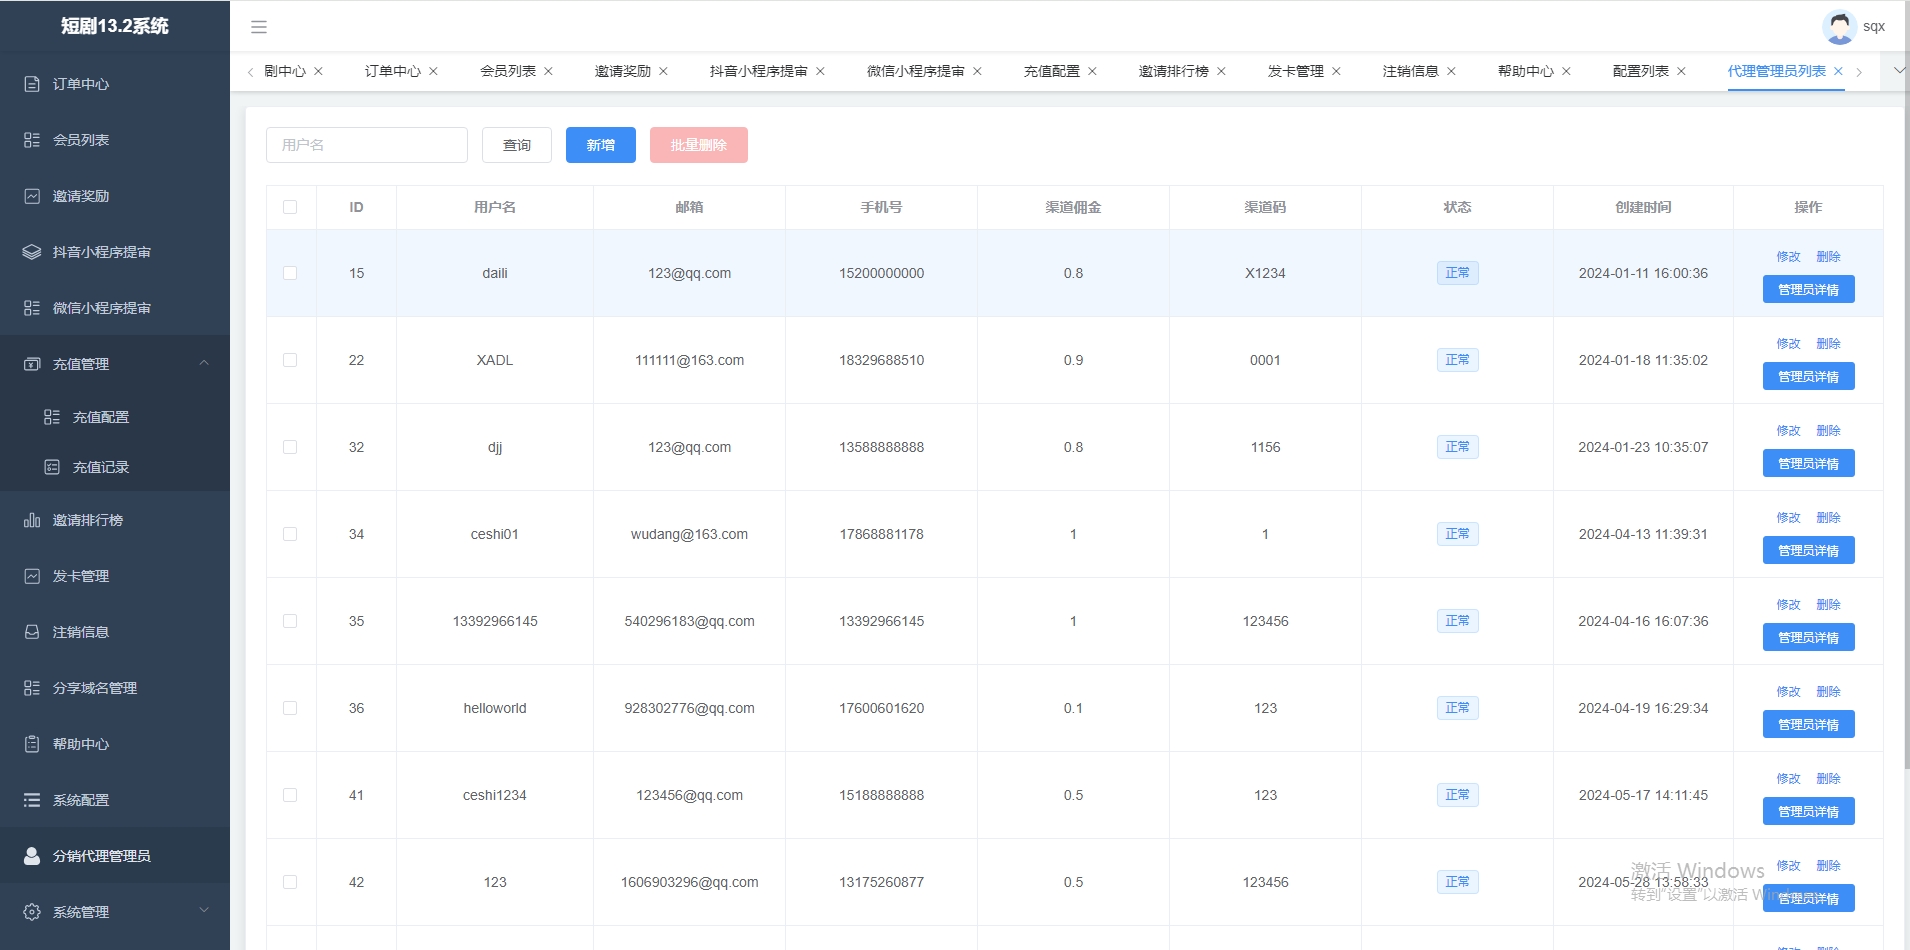 短剧13.2系统
sqx
订单中心
会员列表
邀请奖励
抖音小程序提审
微信小程序提审
充值管理
充值配置
充值记录
邀请排行榜
发卡管理
注销信息
分享域名管理
帮助中心
系统配置
分销代理管理员
系统管理
剧中心 订单中心 会员列表 邀请奖励 抖音小程序提审 微信小程序提审 充值配置 邀请排行榜 发卡管理 注销信息 帮助中心 配置列表 代理管理员列表
用户名 查询 新增 批量删除
ID 用户名 邮箱 手机号 渠道佣金 渠道码 状态 创建时间 操作
15 daili 123@qq.com 15200000000 0.8 X1234 正常 2024-01-11 16:00:36 修改 删除
管理员详情
22 XADL 111111@163.com 18329688510 0.9 0001 正常 2024-01-18 11:35:02 修改 删除
管理员详情
32 djj 123@qq.com 13588888888 0.8 1156 正常 2024-01-23 10:35:07 修改 删除
管理员详情
34 ceshi01 wudang@163.com 17868881178 1 1 正常 2024-04-13 11:39:31 修改 删除
管理员详情
35 13392966145 540296183@qq.com 13392966145 1 123456 正常 2024-04-16 16:07:36 修改 删除
管理员详情
36 helloworld 928302776@qq.com 17600601620 0.1 123 正常 2024-04-19 16:29:34 修改 删除
管理员详情
41 ceshi1234 123456@qq.com 15188888888 0.5 123 正常 2024-05-17 14:11:45 修改 删除
管理员详情
42 123 1606903296@qq.com 13175260877 0.5 123456 正常 2024-05-28 13:58:33 修改 删除
管理员详情
激活 Windows
转到"设置"以激活